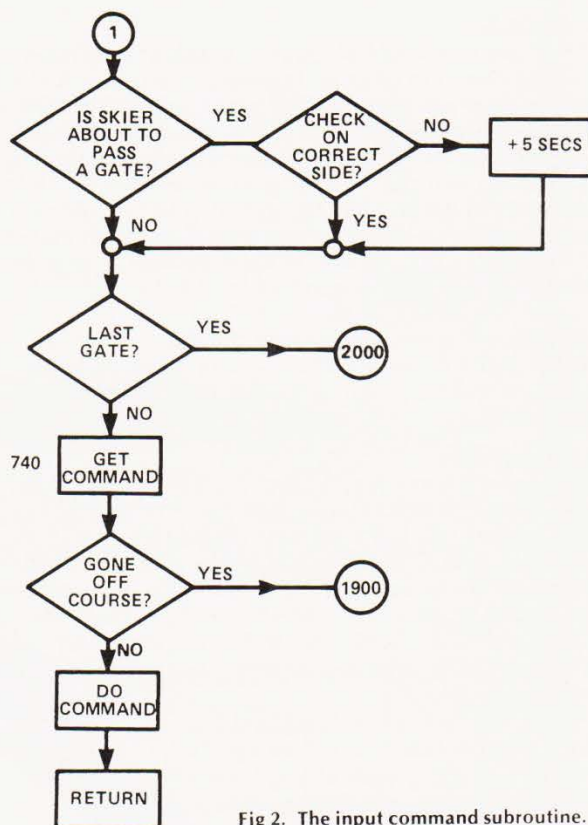 1
IS SKIER
ABOUT TO
PASS
A GATE?
YES
CHECK
ON
CORRECT
SIDE?
NO
+ 5 SECS
NO
YES
LAST
GATE?
YES
2000
NO
740
GET
COMMAND
GONE
OFF
COURSE?
YES
1900
NO
DO
COMMAND
RETURN
Fig 2. The input command subroutine.